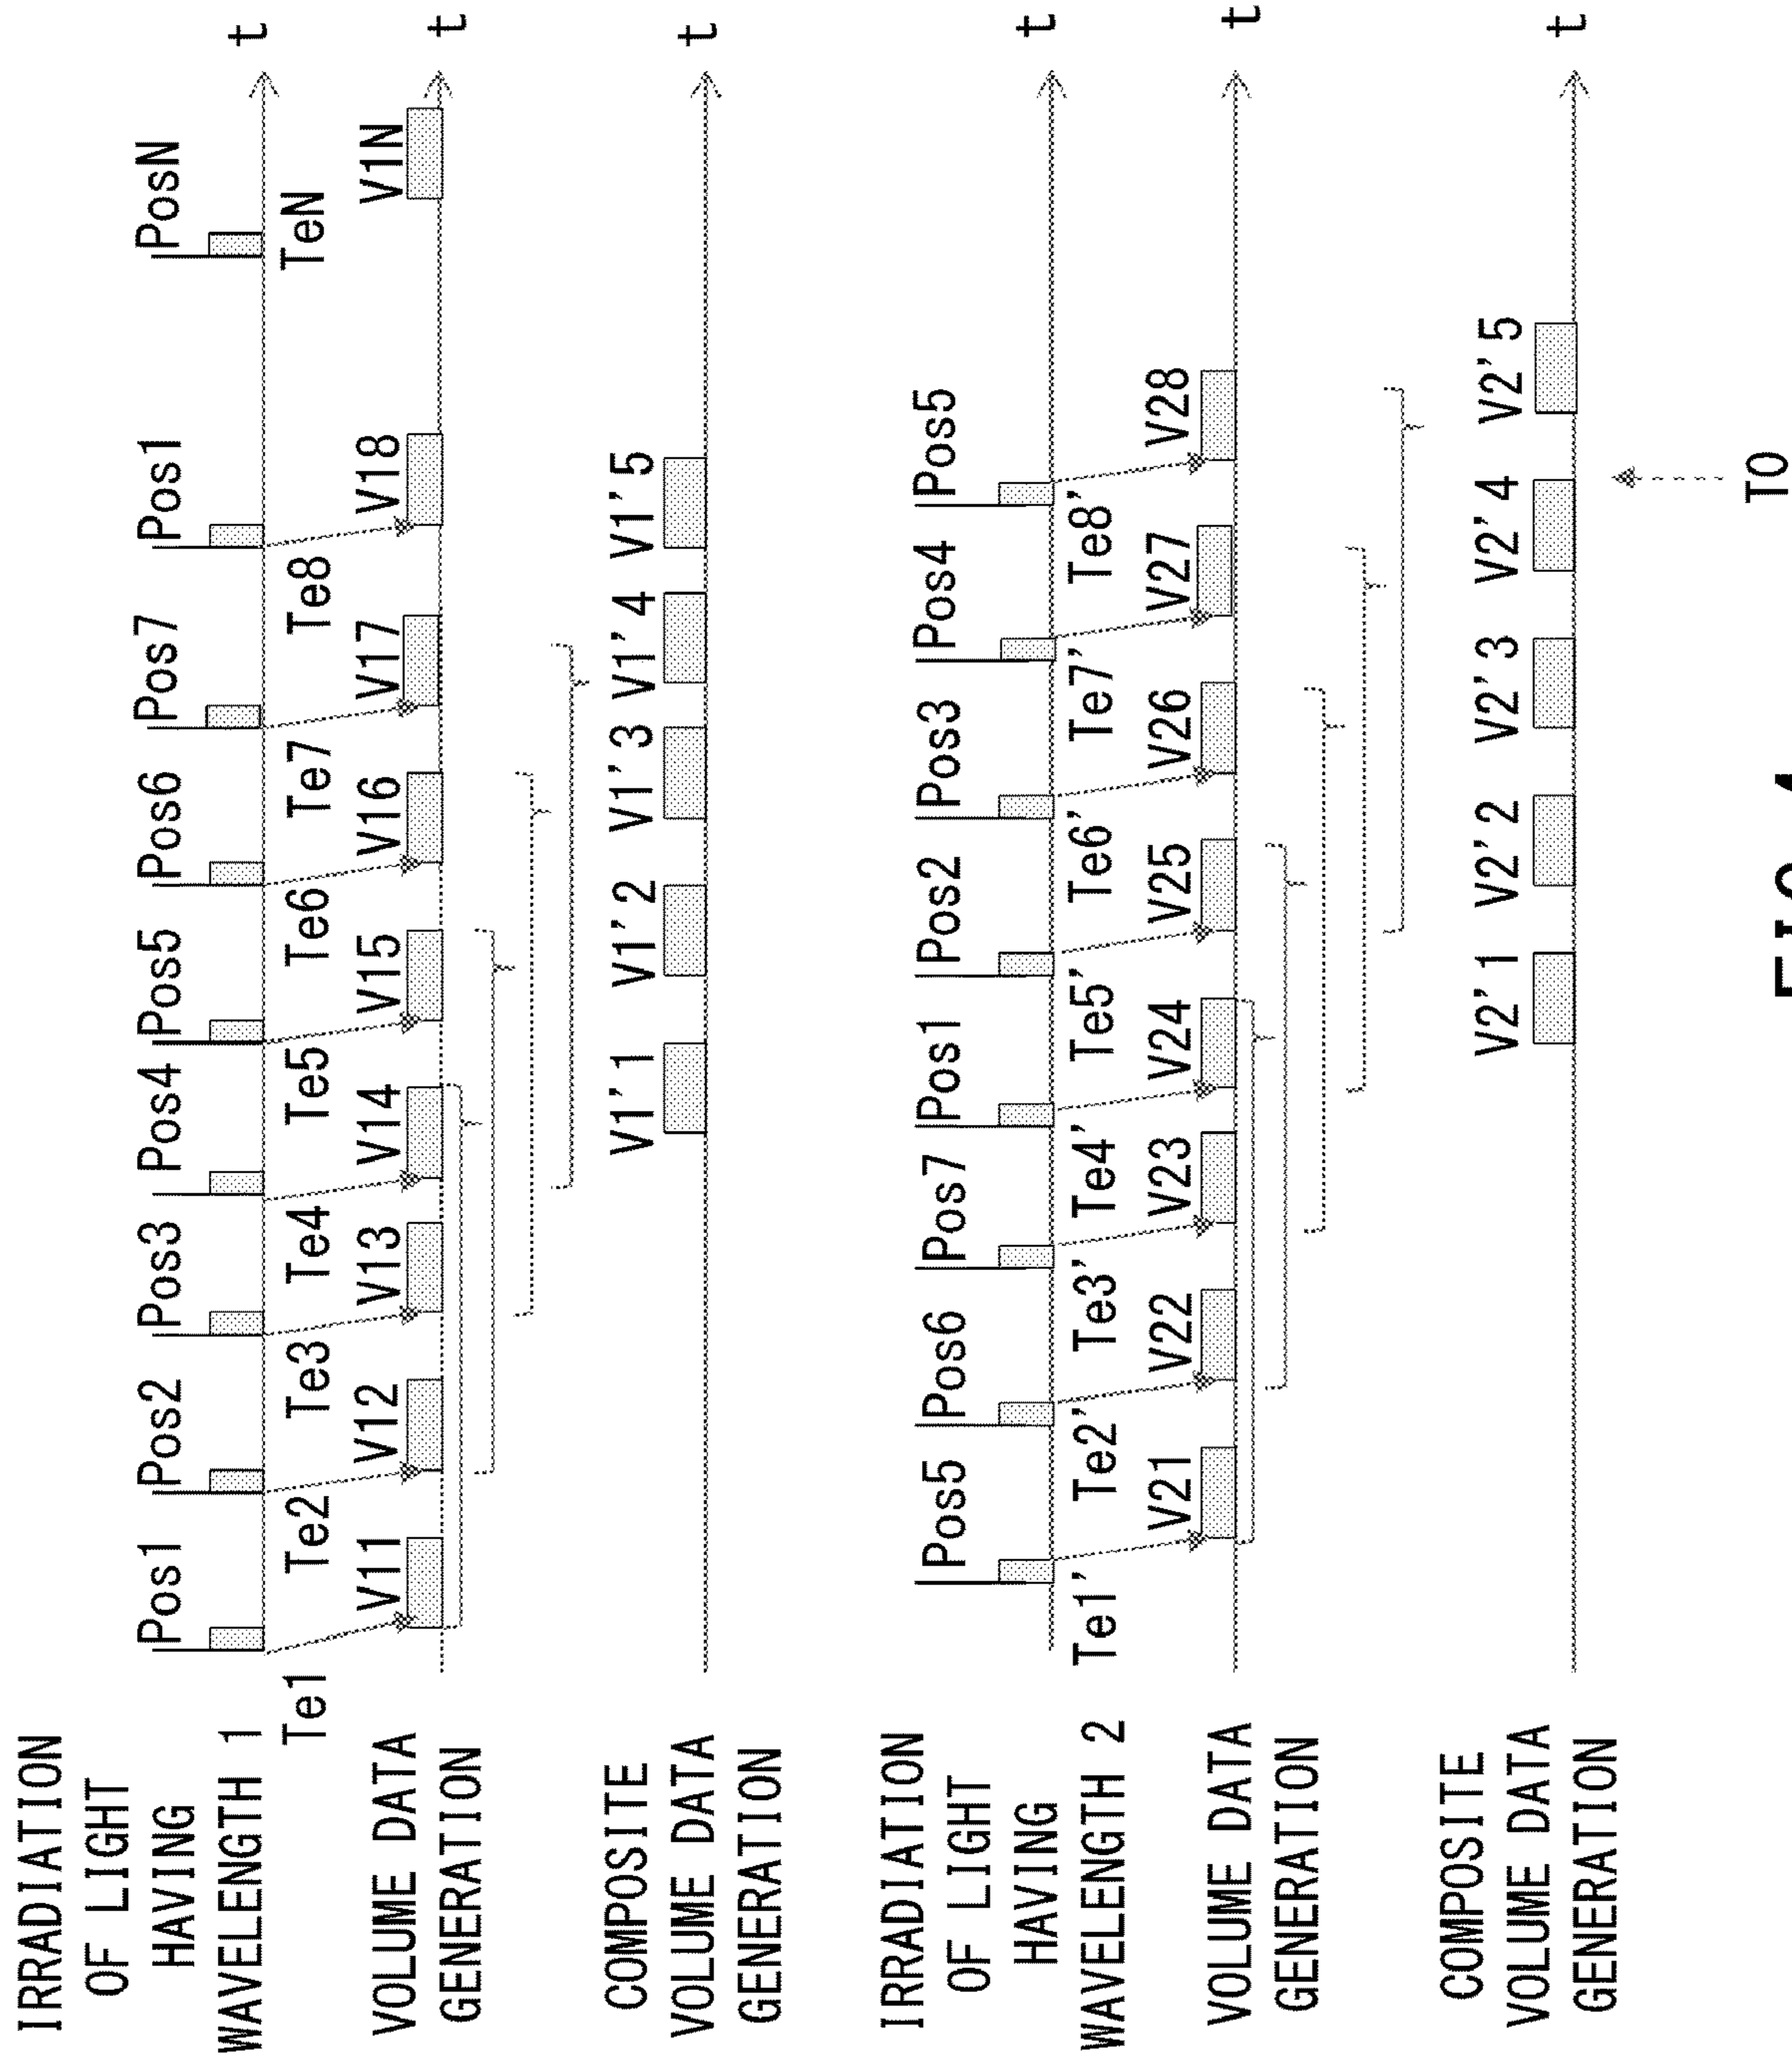 IRRADIATION
OF LIGHT
HAVING
WAVELENGTH 1
Pos1 Pos2 Pos3 Pos4 Pos5 Pos6 Pos7 Pos1 PosN
t
Te1 Te2 Te3 Te4 Te5 Te6 Te7 Te8 TeN
VOLUME DATA
GENERATION
V11 V12 V13 V14 V15 V16 V17 V18 V1N
t
COMPOSITE
VOLUME DATA
GENERATION
V1'1 V1'2 V1'3 V1'4 V1'5
t
IRRADIATION
OF LIGHT
HAVING
WAVELENGTH 2
Pos5 Pos6 Pos7 Pos1 Pos2 Pos3 Pos4 Pos5
t
Te1' Te2' Te3' Te4' Te5' Te6' Te7' Te8'
VOLUME DATA
GENERATION
V21 V22 V23 V24 V25 V26 V27 V28
t
COMPOSITE
VOLUME DATA
GENERATION
V2'1 V2'2 V2'3 V2'4 V2'5
t
T0